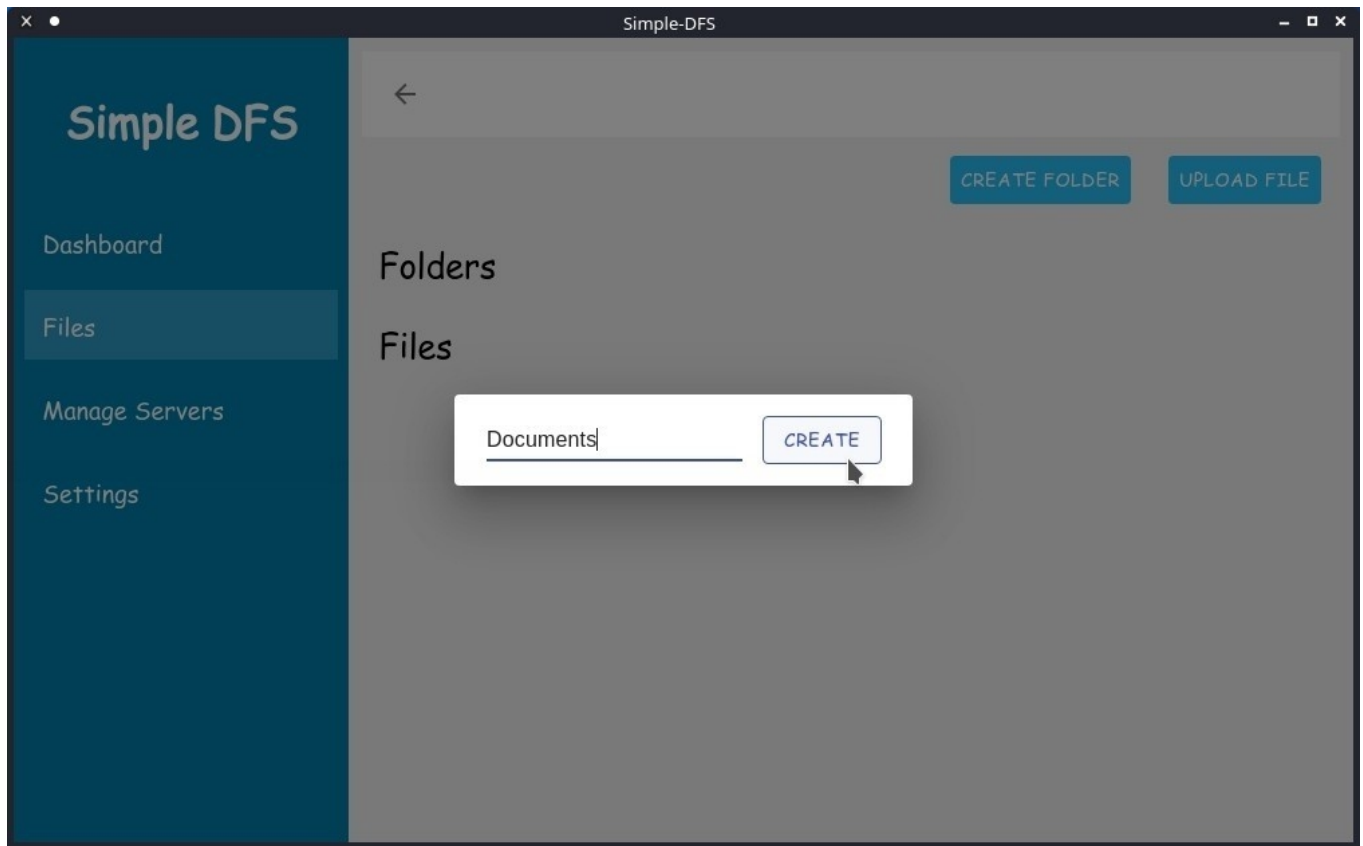 Simple-DFS
Simple DFS
Dashboard
Files
Manage Servers
Settings
CREATE FOLDER
UPLOAD FILE
Folders
Files
Documents
CREATE